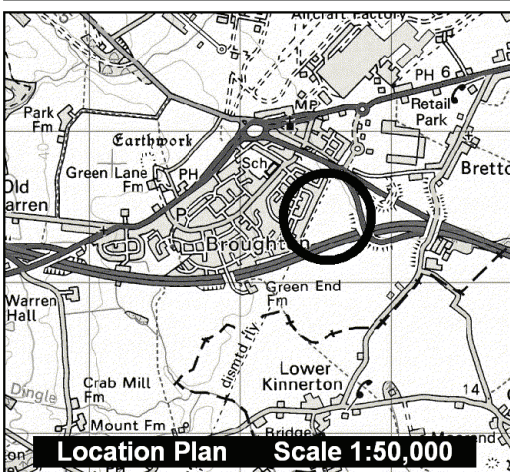 Aircraft Factory
PH 6
MP
Retail
Park
Park
Fm
Earthwork
Sch
Green Lane
Fm
PH
Old
arren
P
Bretto
Broughton
Green End
Fm
Warren
Hall
dismtd rly
Lower
Kinnerton
Dingle
Crab Mill
Fm
14
Mount Fm
Bridge
on
Location Plan Scale 1:50,000